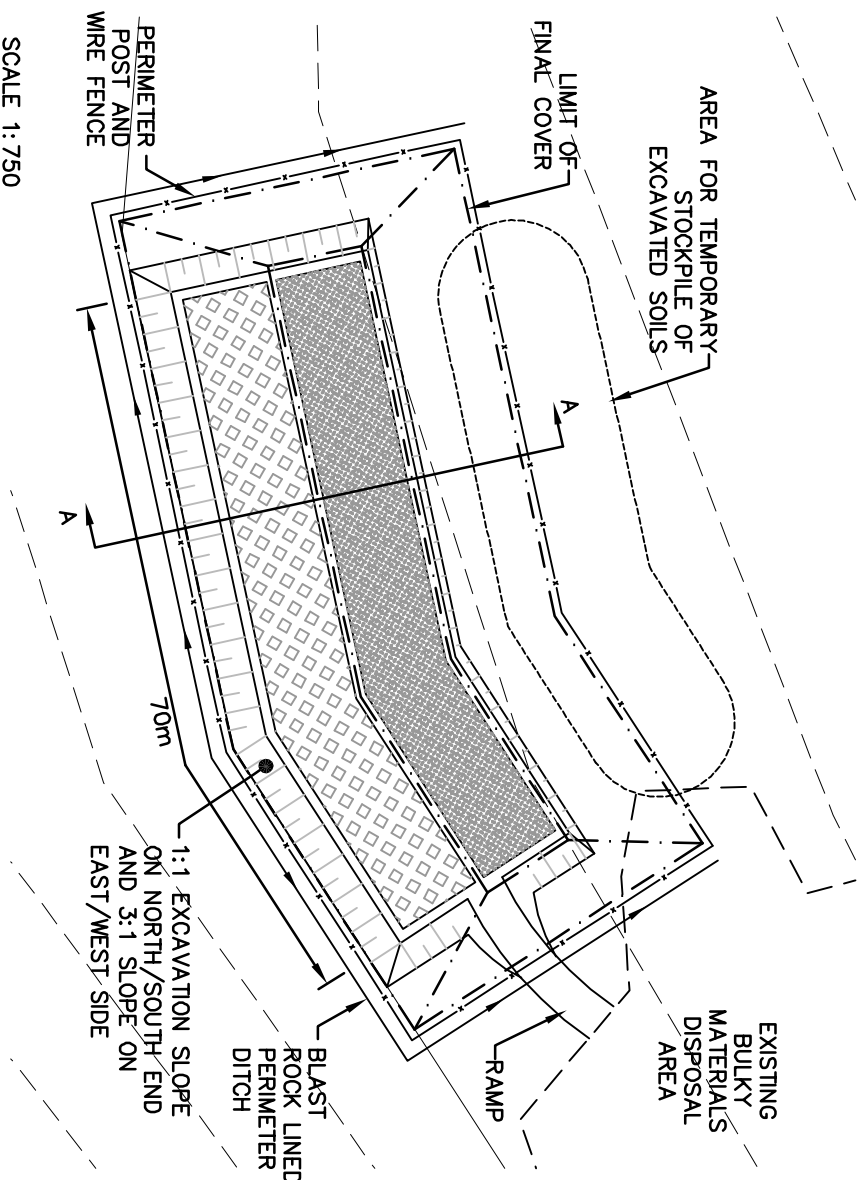 AREA FOR TEMPORARY
STOCKPILE OF
EXCAVATED SOILS
LIMIT OF
FINAL COVER
PERIMETER
POST AND
WIRE FENCE
SCALE 1:750
A
A
70m
EXISTING
BULKY
MATERIALS
DISPOSAL
AREA
RAMP
BLAST
ROCK LINED
PERIMETER
DITCH
1:1 EXCAVATION SLOPE
ON NORTH/SOUTH END
AND 3:1 SLOPE ON
EAST/WEST SIDE